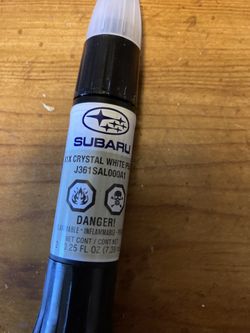 SUBARU
CRYSTAL WHITE
J361SAL000A1
DANGER!
INFLAMMABLE
NET CONT / CONT NET
0.25 FL OZ